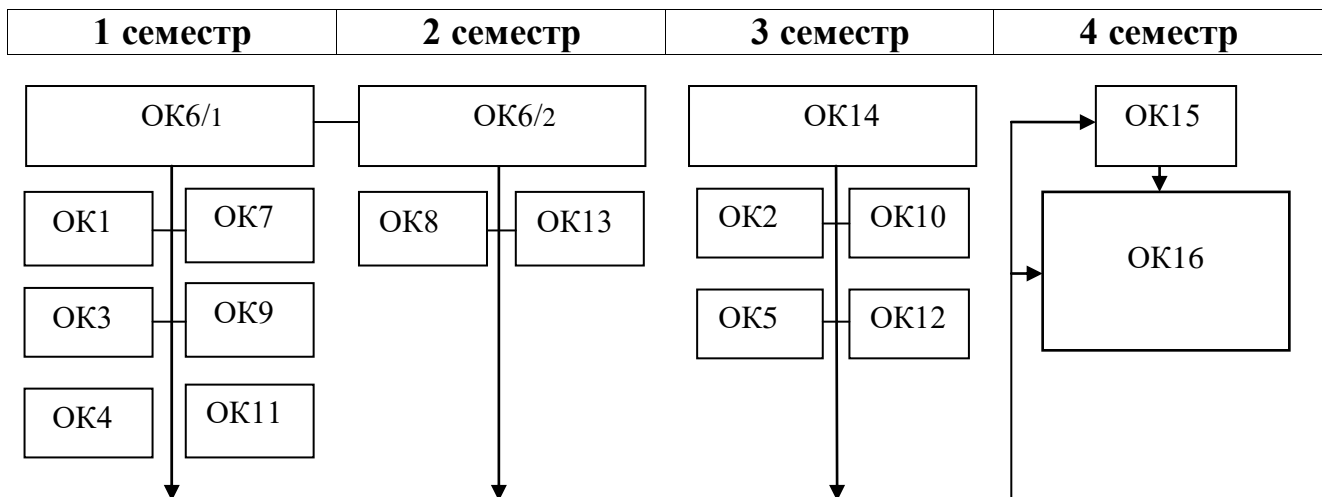 1 семестр 2 семестр 3 семестр 4 семестр
ОК6/1 ОК6/2 ОК14 ОК15
ОК1 ОК7 ОК8 ОК13 ОК2 ОК10 ОК16
ОК3 ОК9 ОК5 ОК12
ОК4 ОК11